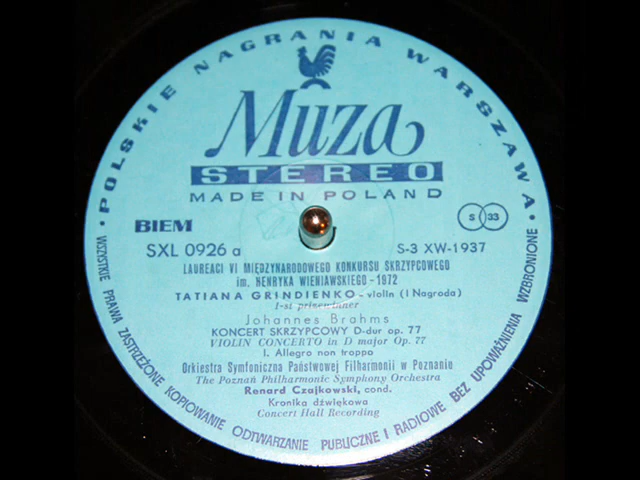 • POLSKIE NAGRANIA WARSZAWA •
Muza
STEREO
MADE IN POLAND
BIEM
S 33
SXL 0926 a
S-3 XW-1937
LAUREACI VI MIĘDZYNARODOWEGO KONKURSU SKRZYPCOWEGO
im. HENRYKA WIENIAWSKIEGO - 1972
TATIANA GRINDIENKO - violin (I Nagroda)
1-st prizewinner
Johannes Brahms
KONCERT SKRZYPCOWY D-dur op. 77
VIOLIN CONCERTO in D major Op. 77
I. Allegro non troppa
Orkiestra Symfoniczna Państwowej Filharmonii w Poznaniu
The Poznań Philharmonic Symphony Orchestra
Renard Czajkowski, cond.
Kronika dźwiękowa
Concert Hall Recording
WSZYSTKIE PRAWA ZASTRZEŻONE KOPIOWANIE ODTWARZANIE PUBLICZNE I RADIOWE BEZ UPOWAŻNIENIA WZBRONIONE